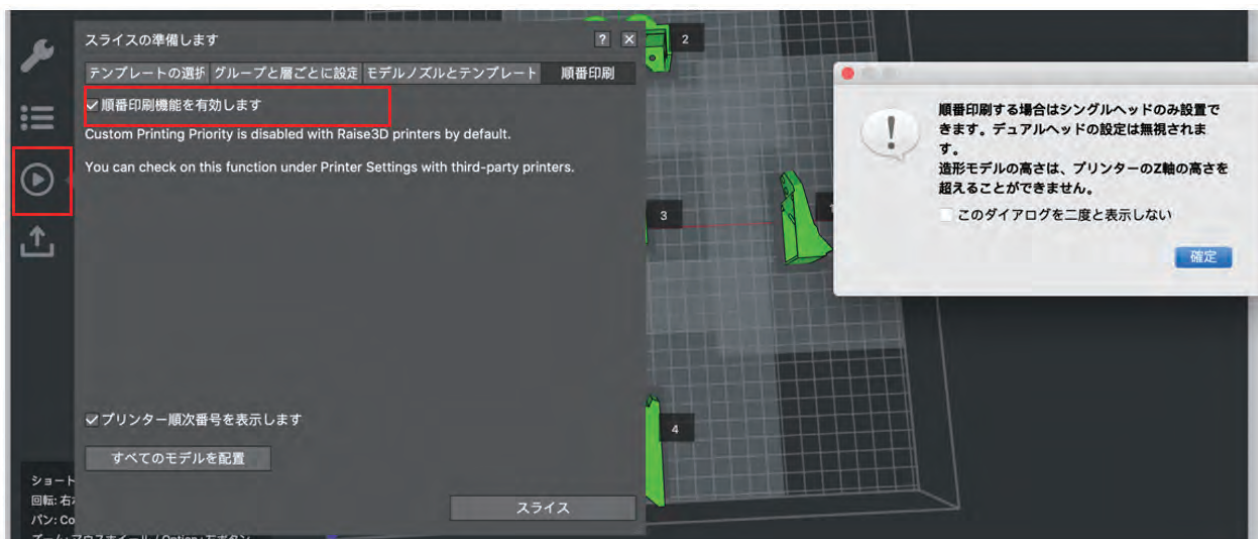 スライスの準備します
? ×
テンプレートの選択 グループと層ごとに設定 モデルノズルとテンプレート 順番印刷
順番印刷機能を有効します
Custom Printing Priority is disabled with Raise3D printers by default.
You can check on this function under Printer Settings with third-party printers.
プリンター順次番号を表示します
すべてのモデルを配置
スライス
2
3
1
4
順番印刷する場合はシングルヘッドのみ設置で
きます。デュアルヘッドの設定は無視されま
す。
造形モデルの高さは、プリンターのZ軸の高さを
超えることができません。
このダイアログを二度と表示しない
確定
ショート
回転: 右
パン: Co